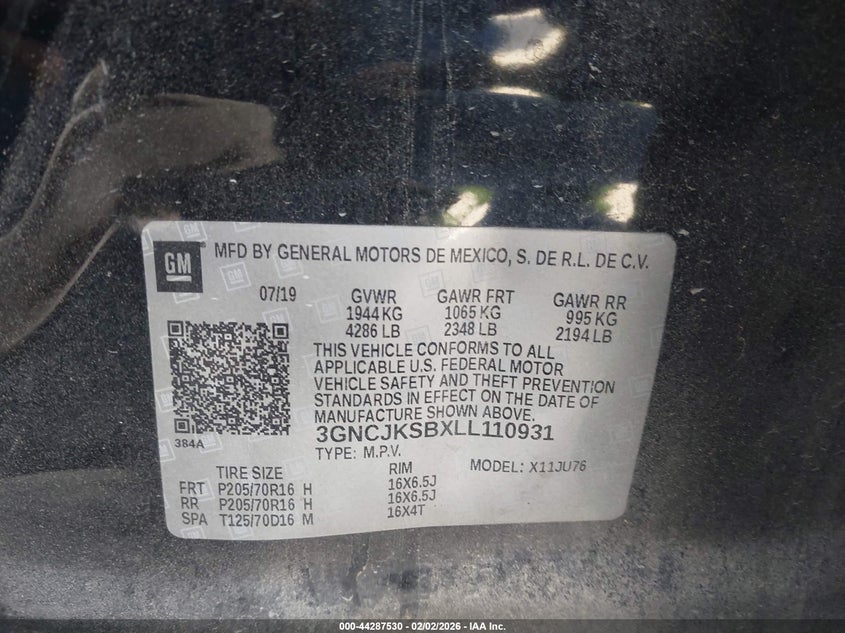 GM
MFD BY GENERAL MOTORS DE MEXICO, S. DE R.L. DE C.V.
07/19 GVWR GAWR FRT GAWR RR
1944 KG 1065 KG 995 KG
4286 LB 2348 LB 2194 LB
THIS VEHICLE CONFORMS TO ALL
APPLICABLE U.S. FEDERAL MOTOR
VEHICLE SAFETY AND THEFT PREVENTION
STANDARDS IN EFFECT ON THE DATE OF
MANUFACTURE SHOWN ABOVE.
384A
3GNCJKSBXLL110931
TYPE: M.P.V. MODEL: X11JU76
TIRE SIZE RIM
FRT P205/70R16 H 16X6.5J
RR P205/70R16 H 16X6.5J
SPA T125/70D16 M 16X4T
000-44287530 - 02/02/2026 - IAA Inc.